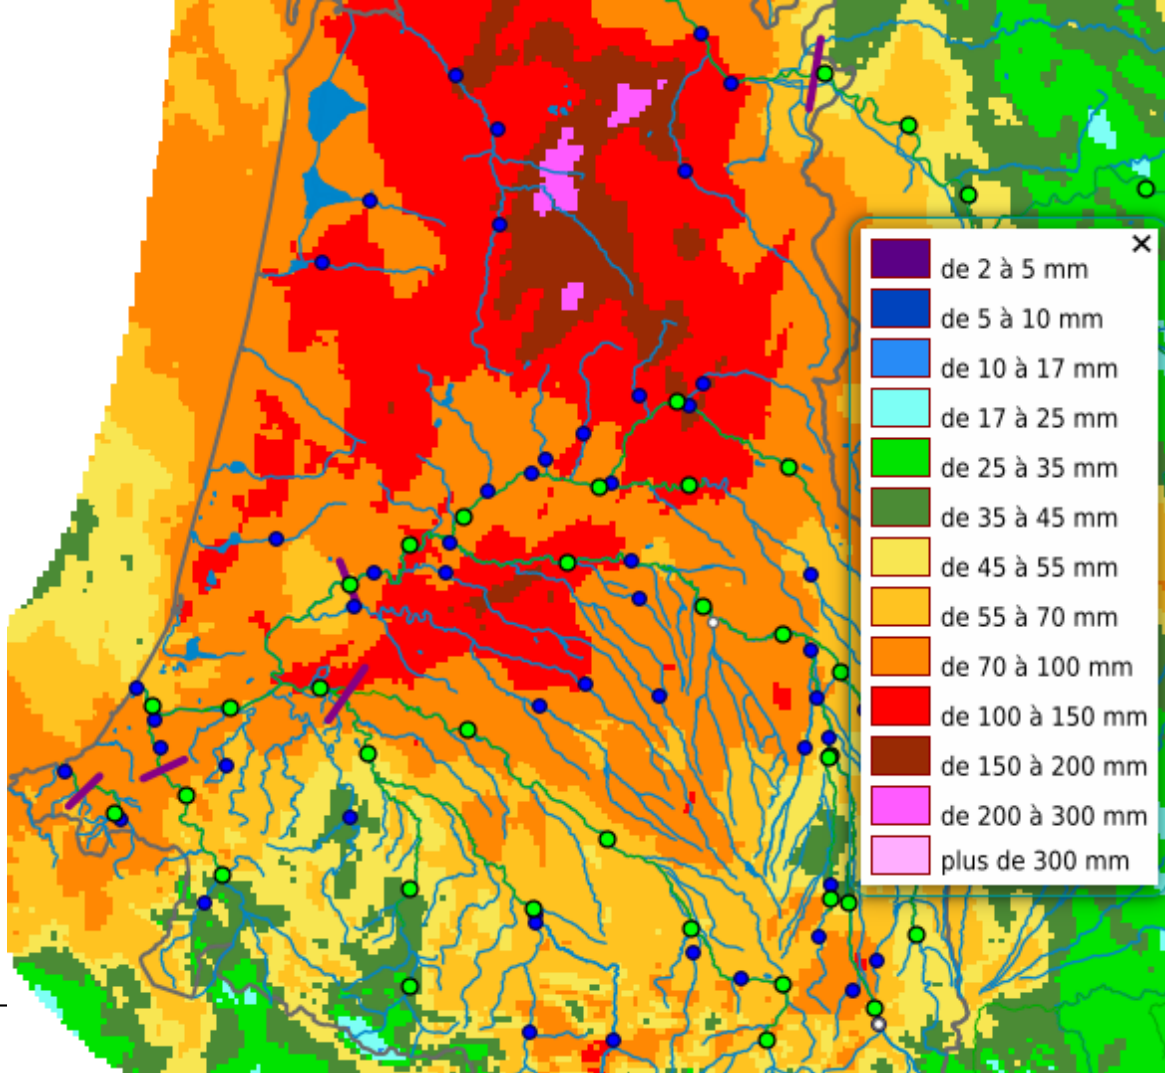 de 2 à 5 mm
de 5 à 10 mm
de 10 à 17 mm
de 17 à 25 mm
de 25 à 35 mm
de 35 à 45 mm
de 45 à 55 mm
de 55 à 70 mm
de 70 à 100 mm
de 100 à 150 mm
de 150 à 200 mm
de 200 à 300 mm
plus de 300 mm